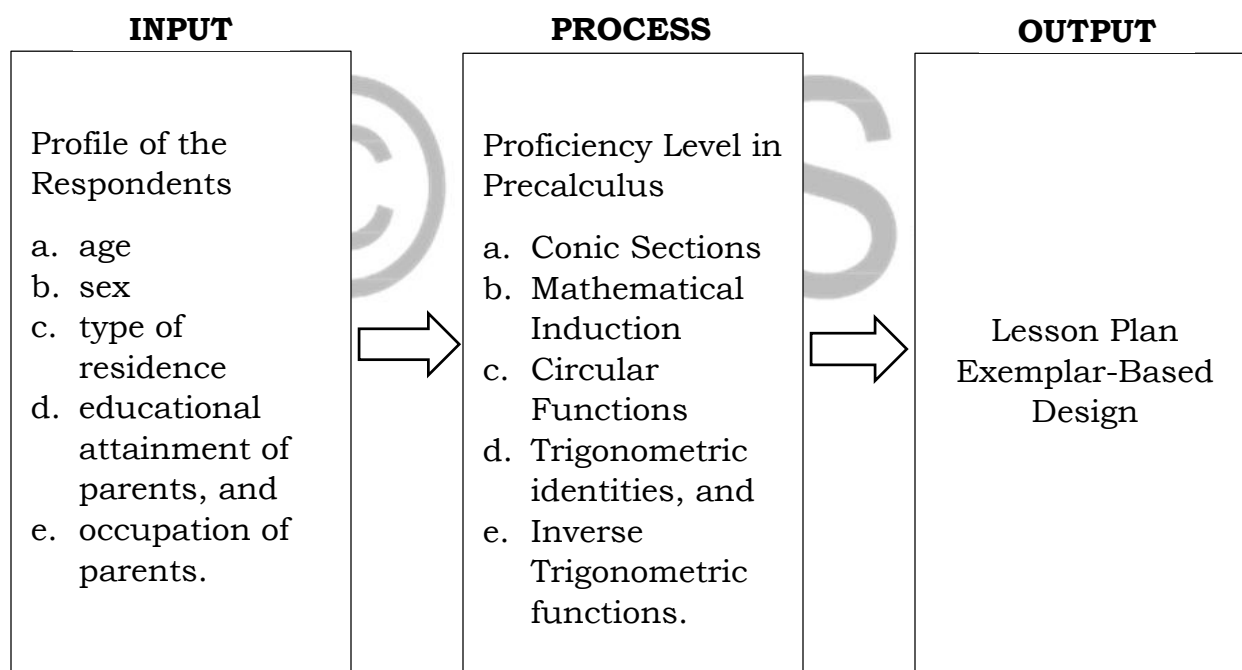 INPUT
PROCESS
OUTPUT
Profile of the
Respondents
a. age
b. sex
c. type of
residence
d. educational
attainment of
parents, and
e. occupation of
parents.
Proficiency Level in
Precalculus
a. Conic Sections
b. Mathematical
Induction
c. Circular
Functions
d. Trigonometric
identities, and
e. Inverse
Trigonometric
functions.
Lesson Plan
Exemplar-Based
Design
© S